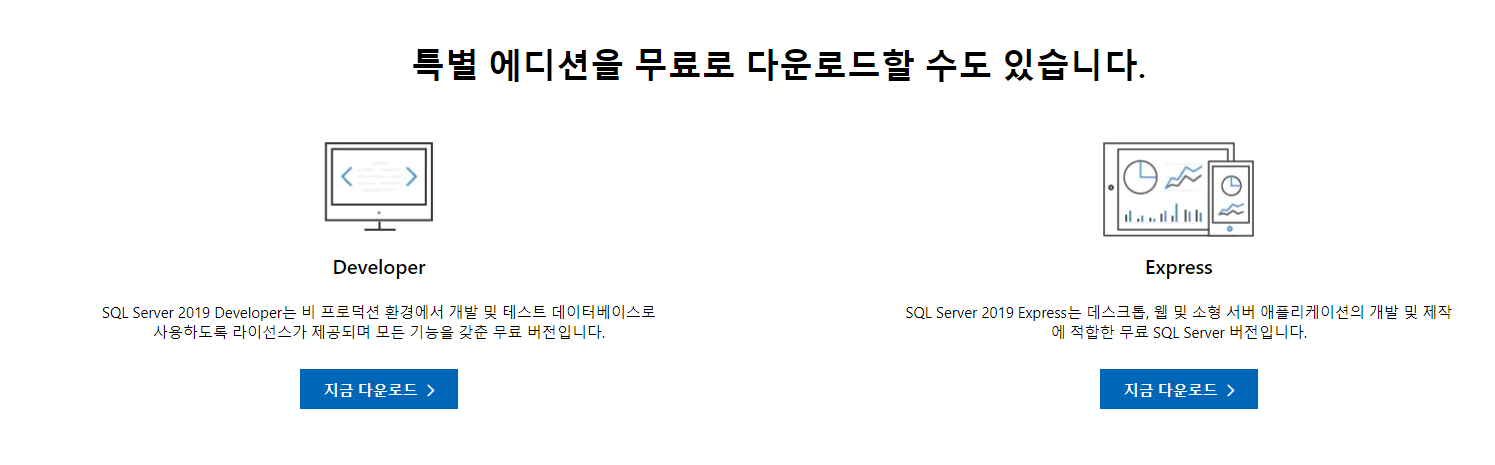 특별 에디션을 무료로 다운로드할 수도 있습니다.
Developer
SQL Server 2019 Developer는 비 프로덕션 환경에서 개발 및 테스트 데이터베이스로
사용하도록 라이선스가 제공되며 모든 기능을 갖춘 무료 버전입니다.
지금 다운로드
Express
SQL Server 2019 Express는 데스크톱, 웹 및 소형 서버 애플리케이션의 개발 및 제작
에 적합한 무료 SQL Server 버전입니다.
지금 다운로드